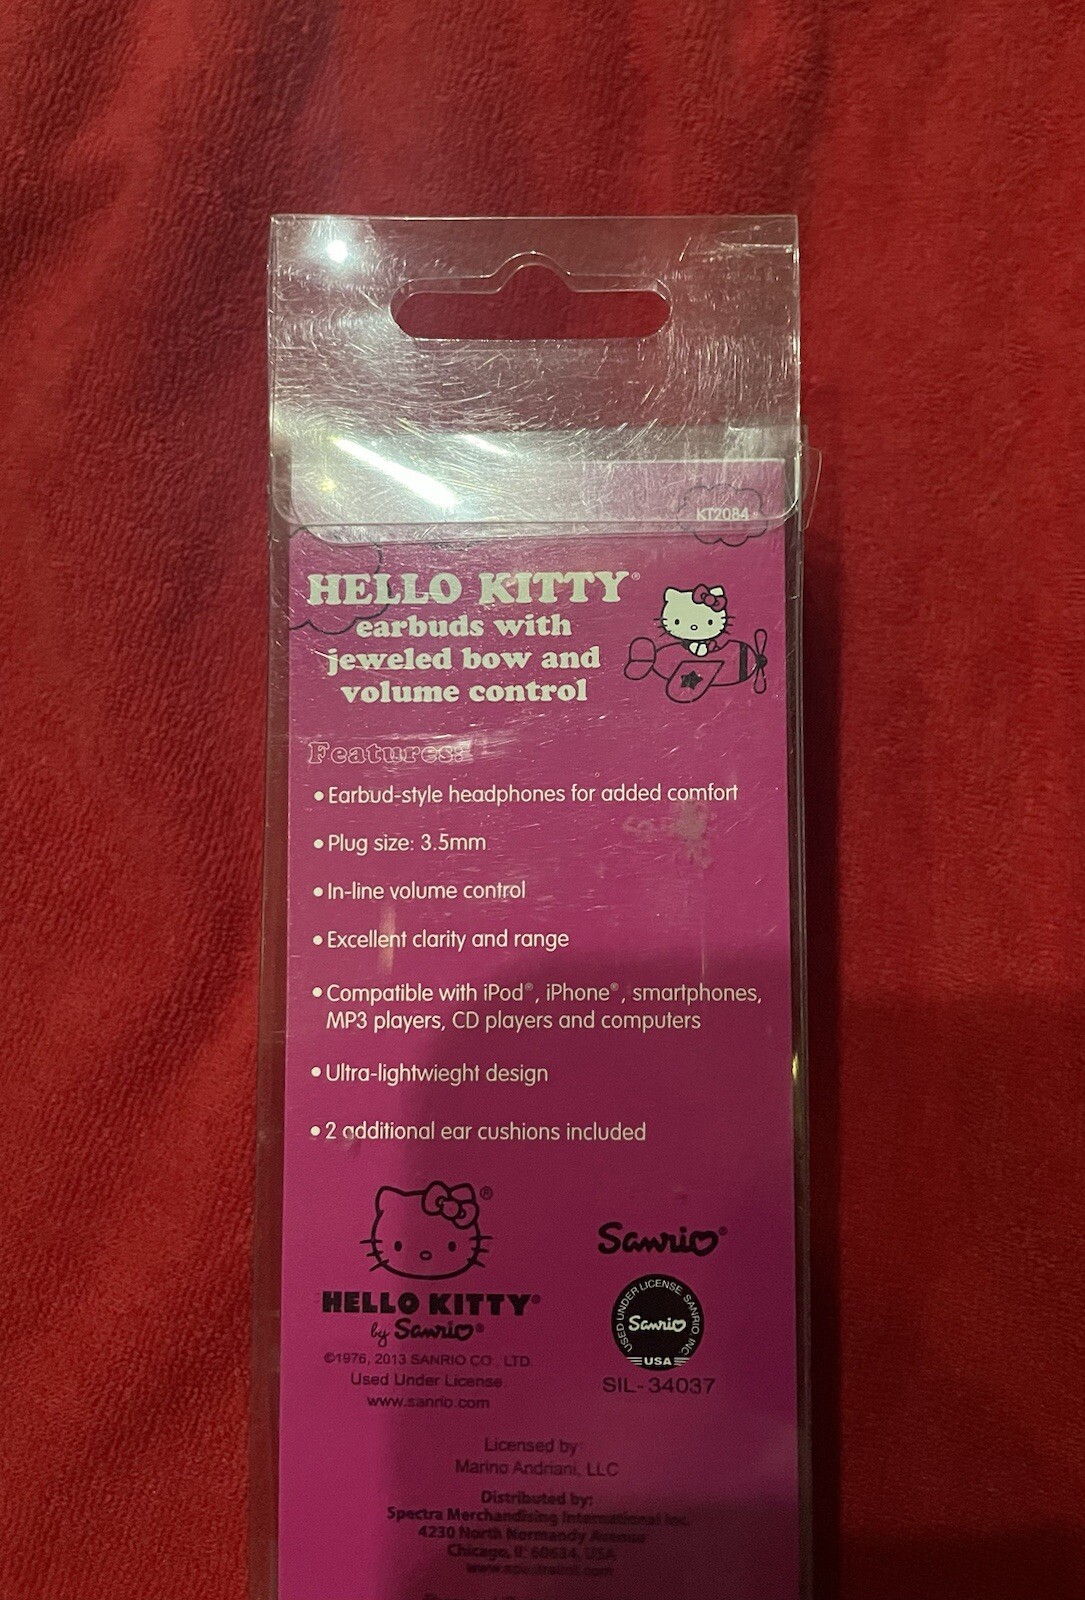 KT2084
HELLO KITTY®
earbuds with
jeweled bow and
volume control
Features:
• Earbud-style headphones for added comfort
• Plug size: 3.5mm
• In-line volume control
• Excellent clarity and range
• Compatible with iPod®, iPhone®, smartphones,
MP3 players, CD players and computers
• Ultra-lightwieght design
• 2 additional ear cushions included
®
HELLO KITTY®
by Sanrio®
©1976, 2013 SANRIO CO., LTD.
Used Under License
www.sanrio.com
Sanrio®
USED UNDER LICENSE SANRIO, INC.
Sanrio
USA
SIL-34037
Licensed by:
Marino Andriani, LLC
Distributed by:
Spectra Merchandising International Inc.
4230 North Normandy Avenue
Chicago, IL 60634, USA
www.spectraintl.com